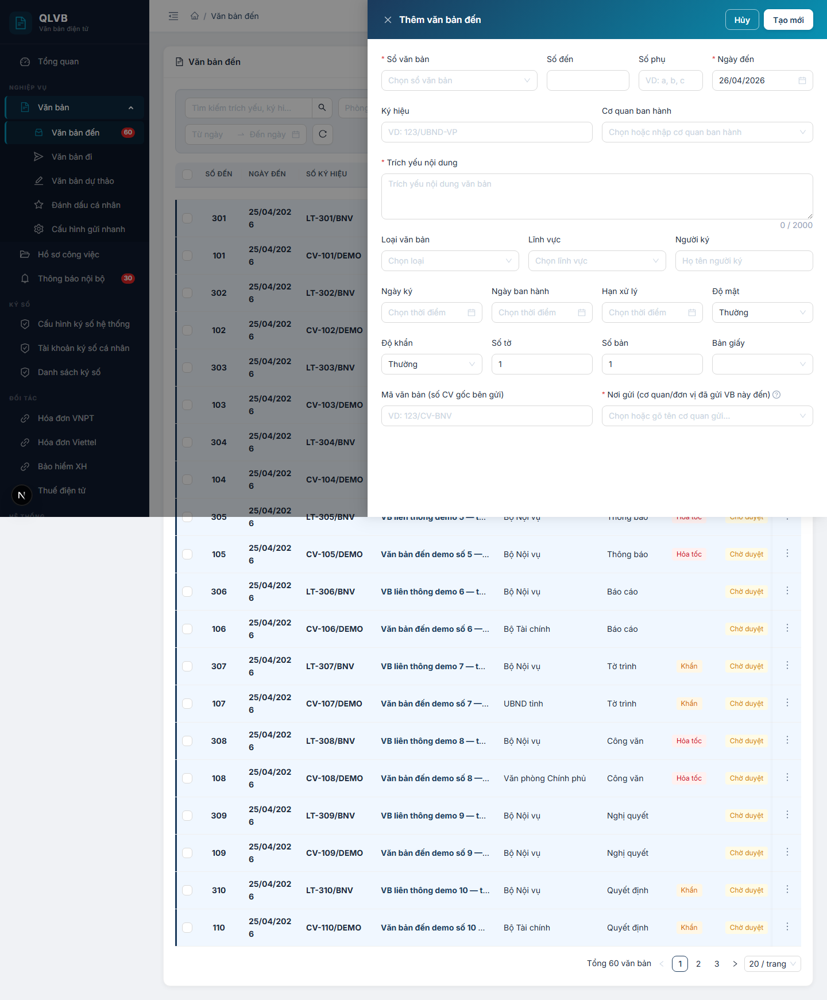 QLVB
Văn bản điện tử
Tổng quan
NGHIỆP VỤ
Văn bản
Văn bản đến 60
Văn bản đi
Văn bản dự thảo
Đánh dấu cá nhân
Cấu hình gửi nhanh
Hồ sơ công việc
Thông báo nội bộ 30
KÝ SỐ
Cấu hình ký số hệ thống
Tài khoản ký số cá nhân
Danh sách ký số
ĐỐI TÁC
Hóa đơn VNPT
Hóa đơn Viettel
Bảo hiểm XH
Thuế điện tử
HỆ THỐNG
/ Văn bản đến
Văn bản đến
Tìm kiếm trích yếu, ký hi...
Phòng
Từ ngày → Đến ngày
SỐ ĐẾN NGÀY ĐẾN SỐ KÝ HIỆU
301 25/04/2026 LT-301/BNV
101 25/04/2026 CV-101/DEMO
302 25/04/2026 LT-302/BNV
102 25/04/2026 CV-102/DEMO
303 25/04/2026 LT-303/BNV
103 25/04/2026 CV-103/DEMO
304 25/04/2026 LT-304/BNV
104 25/04/2026 CV-104/DEMO
305 25/04/2026 LT-305/BNV VB liên thông demo 5 — t... Bộ Nội vụ Thông báo Hỏa tốc Chờ duyệt
105 25/04/2026 CV-105/DEMO Văn bản đến demo số 5 —... Bộ Nội vụ Thông báo Hỏa tốc Chờ duyệt
306 25/04/2026 LT-306/BNV VB liên thông demo 6 — t... Bộ Nội vụ Báo cáo Chờ duyệt
106 25/04/2026 CV-106/DEMO Văn bản đến demo số 6 —... Bộ Tài chính Báo cáo Chờ duyệt
307 25/04/2026 LT-307/BNV VB liên thông demo 7 — t... Bộ Nội vụ Tờ trình Khẩn Chờ duyệt
107 25/04/2026 CV-107/DEMO Văn bản đến demo số 7 —... UBND tỉnh Tờ trình Khẩn Chờ duyệt
308 25/04/2026 LT-308/BNV VB liên thông demo 8 — t... Bộ Nội vụ Công văn Hỏa tốc Chờ duyệt
108 25/04/2026 CV-108/DEMO Văn bản đến demo số 8 —... Văn phòng Chính phủ Công văn Hỏa tốc Chờ duyệt
309 25/04/2026 LT-309/BNV VB liên thông demo 9 — t... Bộ Nội vụ Nghị quyết Chờ duyệt
109 25/04/2026 CV-109/DEMO Văn bản đến demo số 9 —... Bộ Nội vụ Nghị quyết Chờ duyệt
310 25/04/2026 LT-310/BNV VB liên thông demo 10 — t... Bộ Nội vụ Quyết định Khẩn Chờ duyệt
110 25/04/2026 CV-110/DEMO Văn bản đến demo số 10 ... Bộ Tài chính Quyết định Khẩn Chờ duyệt
Tổng 60 văn bản < 1 2 3 > 20 / trang
Thêm văn bản đến Hủy Tạo mới
* Sổ văn bản Số đến Số phụ * Ngày đến
Chọn sổ văn bản VD: a, b, c 26/04/2026
Ký hiệu Cơ quan ban hành
VD: 123/UBND-VP Chọn hoặc nhập cơ quan ban hành
* Trích yếu nội dung
Trích yếu nội dung văn bản
0 / 2000
Loại văn bản Lĩnh vực Người ký
Chọn loại Chọn lĩnh vực Họ tên người ký
Ngày ký Ngày ban hành Hạn xử lý Độ mật
Chọn thời điểm Chọn thời điểm Chọn thời điểm Thường
Độ khẩn Số tờ Số bản Bản giấy
Thường 1 1
Mã văn bản (số CV gốc bên gửi) * Nơi gửi (cơ quan/đơn vị đã gửi VB này đến)
VD: 123/CV-BNV Chọn hoặc gõ tên cơ quan gửi...